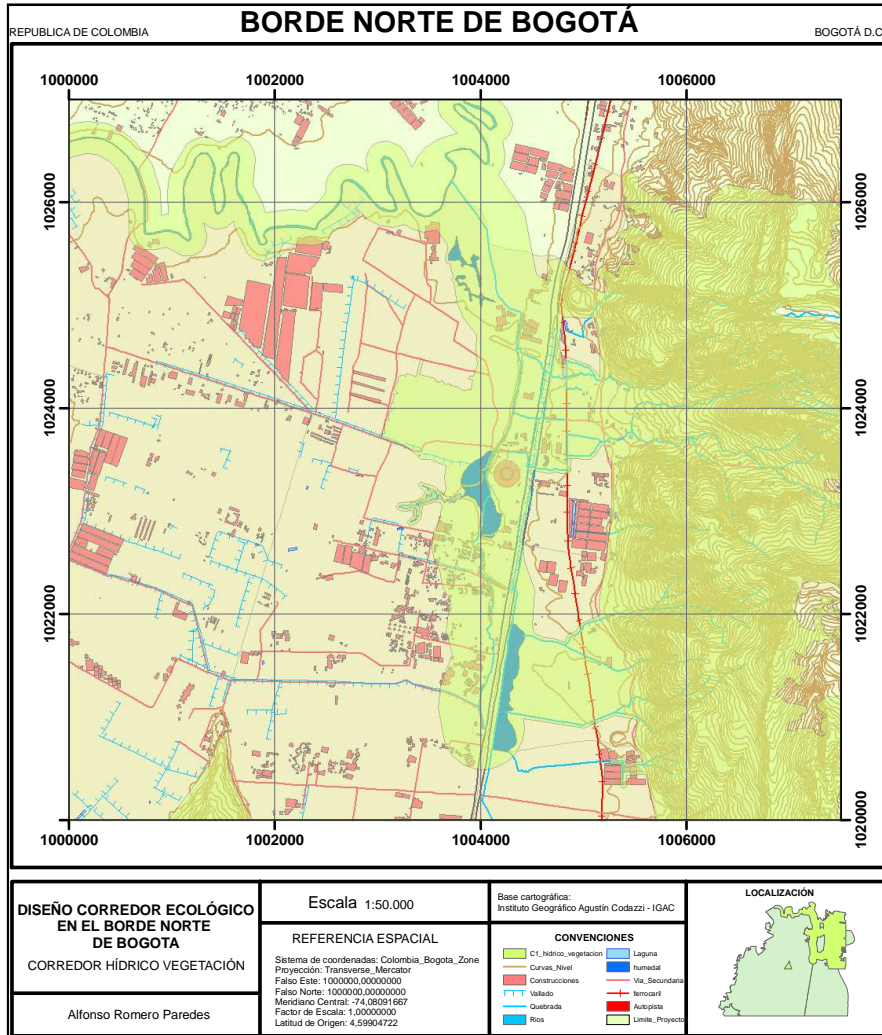 BORDE NORTE DE BOGOTÁ
REPUBLICA DE COLOMBIA
BOGOTÁ D.C
1000000
1002000
1004000
1006000
1026000
1026000
1024000
1024000
1022000
1022000
1020000
1000000
1002000
1004000
1006000
DISEÑO CORREDOR ECOLÓGICO
EN EL BORDE NORTE
DE BOGOTA
CORREDOR HÍDRICO VEGETACIÓN
Alfonso Romero Paredes
Escala 1:50.000
REFERENCIA ESPACIAL
Sistema de coordenadas: Colombia_Bogota_Zone
Proyección: Transverse_Mercator
Falso Este: 1000000,00000000
Falso Norte: 1000000,00000000
Meridiano Central: -74,08091667
Factor de Escala: 1,00000000
Latitud de Origen: 4,59904722
Base cartográfica:
Instituto Geográfico Agustín Codazzi - IGAC
CONVENCIONES
C1_hidrico_vegetacion
Curvas_Nivel
Construcciones
Vallado
Quebrada
Rios
Laguna
humedal
Via_Secundaria
ferrocaril
Autopista
Limite_Proyecto
LOCALIZACIÓN